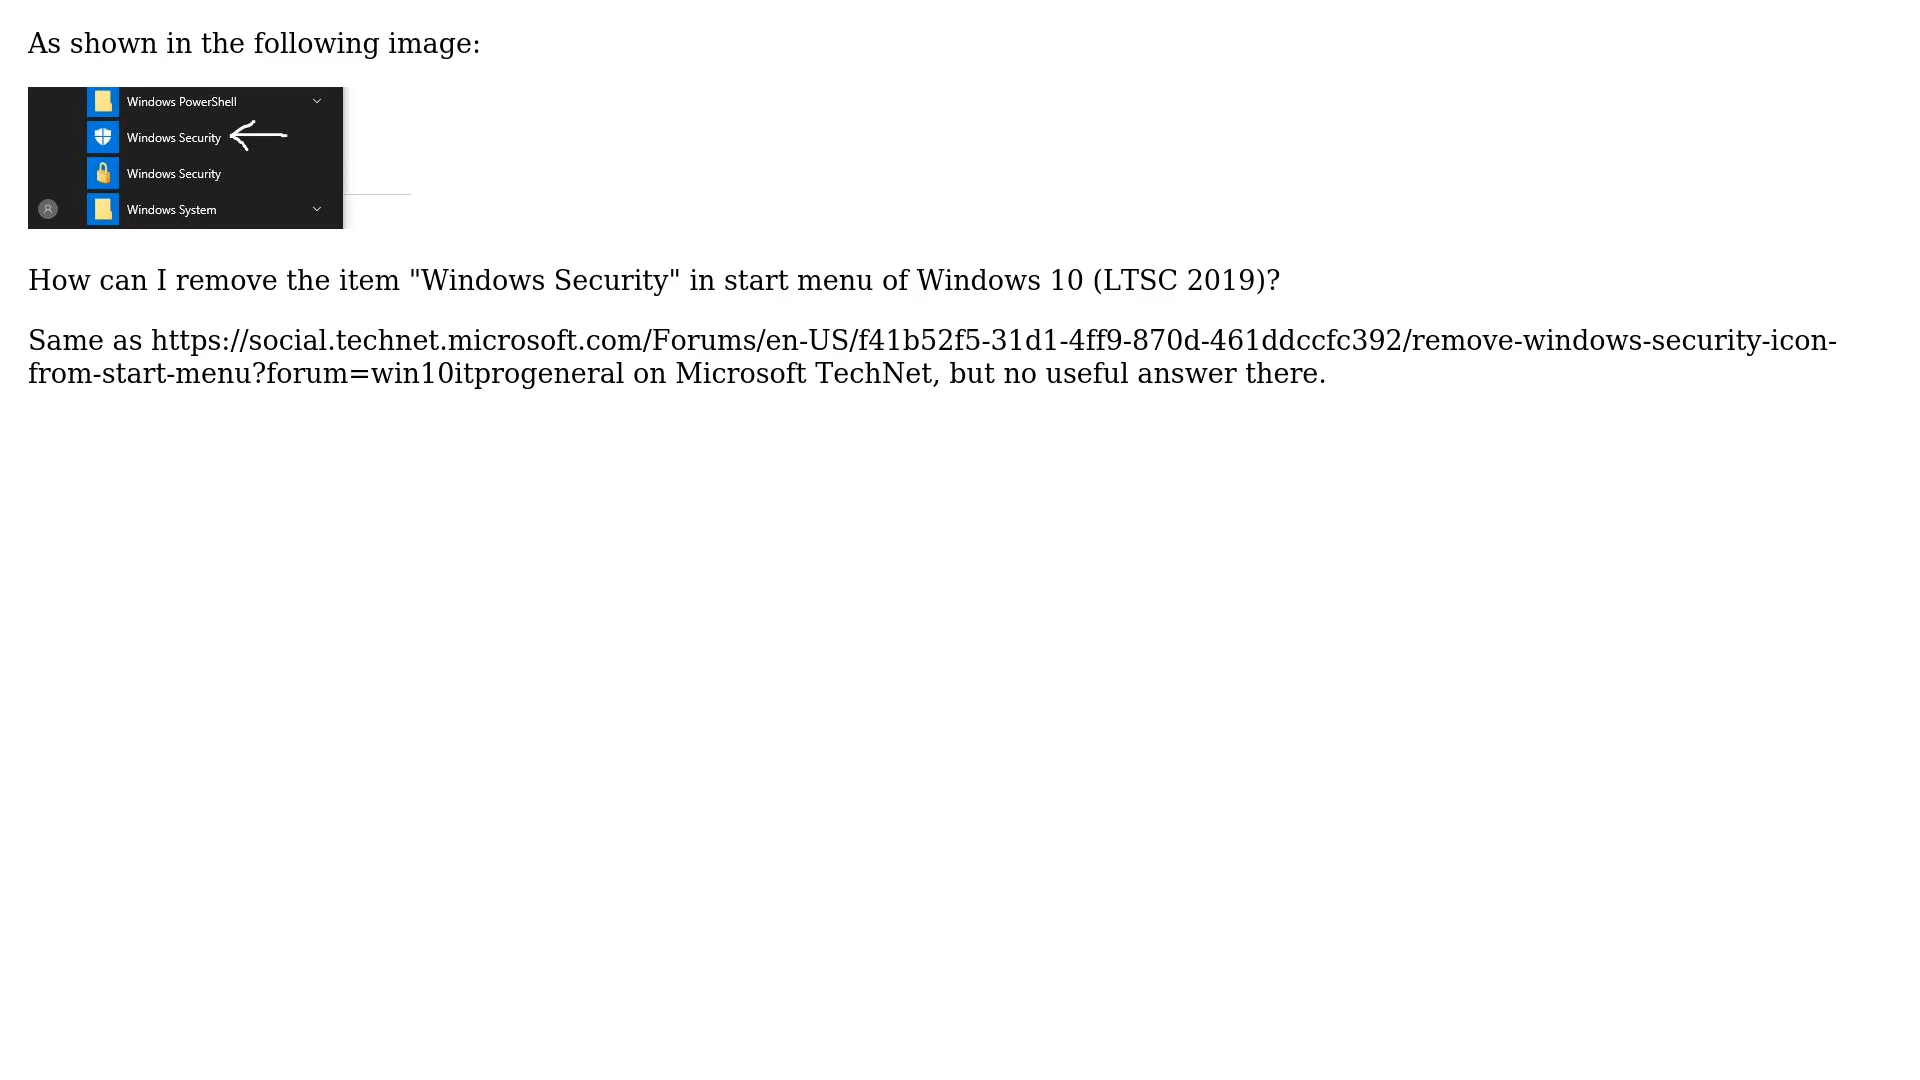 As shown in the following image:
Windows PowerShell
Windows Security
Windows Security
Windows System
How can I remove the item "Windows Security" in start menu of Windows 10 (LTSC 2019)?
Same as https://social.technet.microsoft.com/Forums/en-US/f41b52f5-31d1-4ff9-870d-461ddccfc392/remove-windows-security-icon-
from-start-menu?forum=win10itprogeneral on Microsoft TechNet, but no useful answer there.